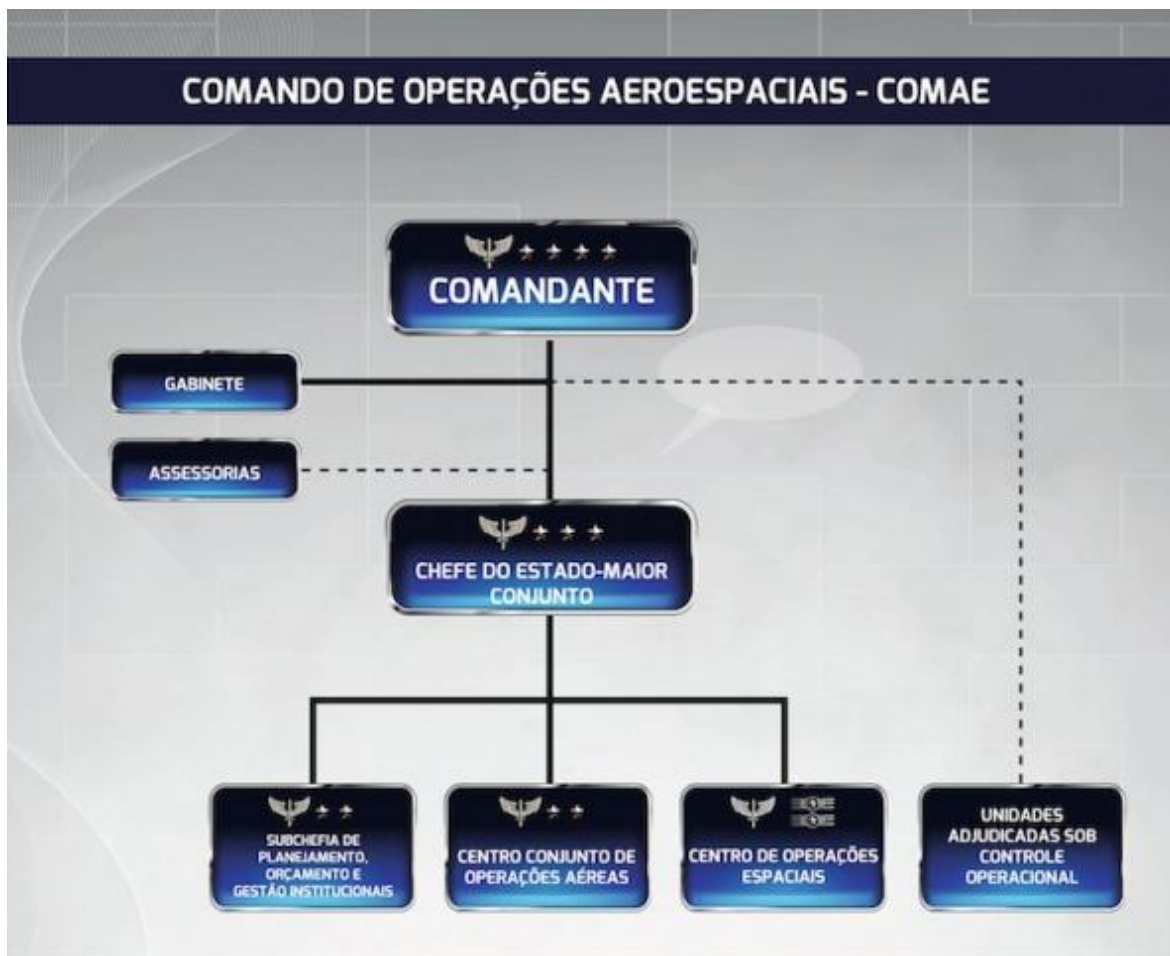 COMANDO DE OPERAÇÕES AEROESPACIAIS - COMAE
COMANDANTE
GABINETE
ASSESSORIAS
CHEFE DO ESTADO-MAIOR
CONJUNTO
SUBCHEFIA DE
PLANEJAMENTO,
ORÇAMENTO E
GESTÃO INSTITUCIONAIS
CENTRO CONJUNTO DE
OPERAÇÕES AÉREAS
CENTRO DE OPERAÇÕES
ESPACIAIS
UNIDADES
ADJUDICADAS SOB
CONTROLE
OPERACIONAL